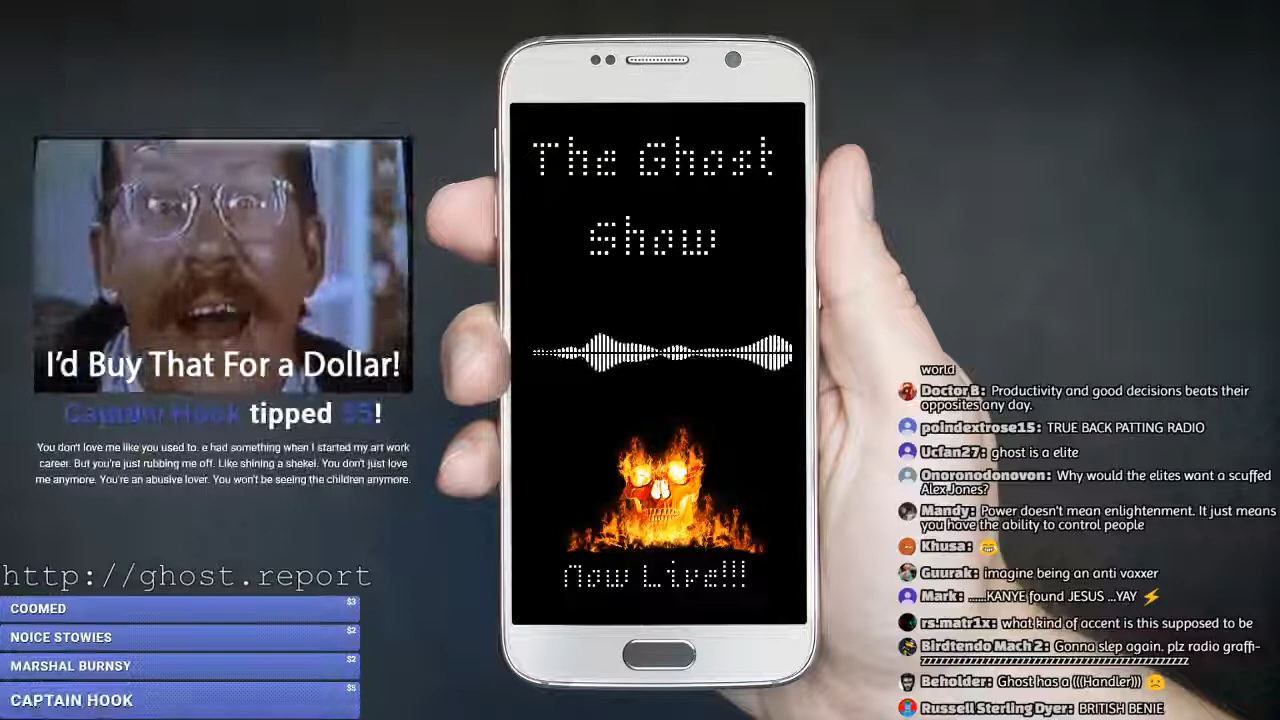 The Ghost
Show
Now Live!!!
I'd Buy That For a Dollar!
Captain Hook tipped $5!
You don't love me like you used to. e had something when I started my art work
career. But you're just rubbing me off. Like shining a shekel. You don't just love
me anymore. You're an abusive lover. You won't be seeing the children anymore.
http://ghost.report
COOMED $3
NOICE STOWIES $2
MARSHAL BURNSY $2
CAPTAIN HOOK $5
world
DoctorB: Productivity and good decisions beats their
opposites any day.
poindextrose15: TRUE BACK PATTING RADIO
Ucfan27: ghost is a elite
Onoronodonovon: Why would the elites want a scuffed
Alex Jones?
Mandy: Power doesn't mean enlightenment. It just means
you have the ability to control people
Khusa: 😂
Guurak: imagine being an anti vaxxer
Mark: ......KANYE found JESUS ...YAY ⚡
rs.matr1x: what kind of accent is this supposed to be
Birdtendo Mach 2: Gonna slep again. plz radio graffi-
Beholder: Ghost has a (((Handler))) ☹️
Russell Sterling Dyer: BRITISH BENIE